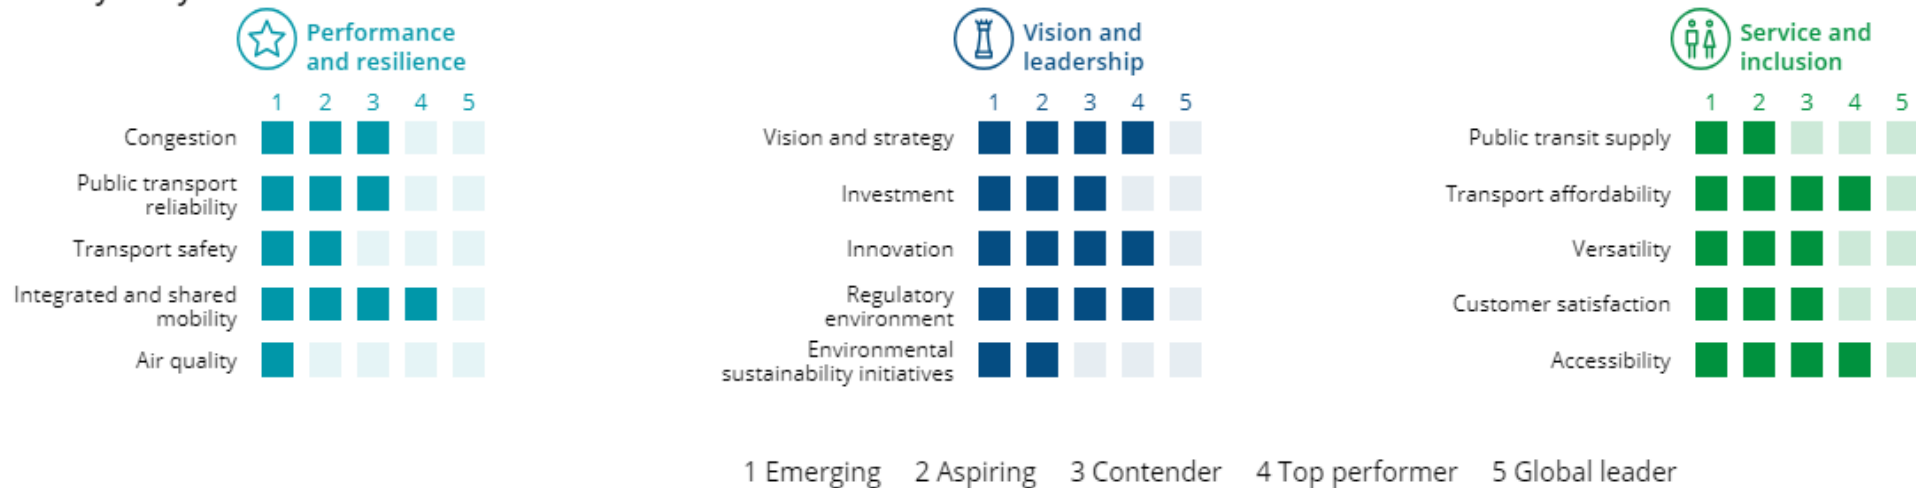 Performance
and resilience
1 2 3 4 5
Congestion
Public transport
reliability
Transport safety
Integrated and shared
mobility
Air quality
Vision and
leadership
1 2 3 4 5
Vision and strategy
Investment
Innovation
Regulatory
environment
Environmental
sustainability initiatives
Service and
inclusion
1 2 3 4 5
Public transit supply
Transport affordability
Versatility
Customer satisfaction
Accessibility
1 Emerging 2 Aspiring 3 Contender 4 Top performer 5 Global leader